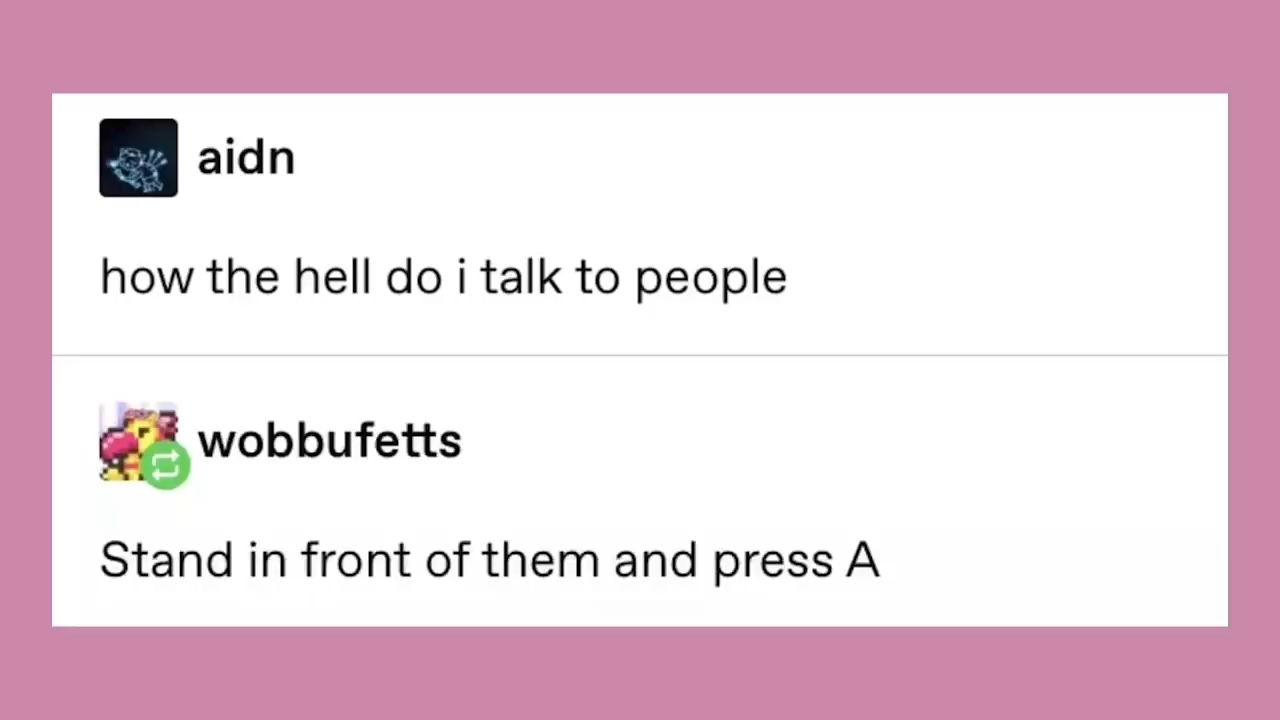 aidn
how the hell do i talk to people
wobbufetts
Stand in front of them and press A